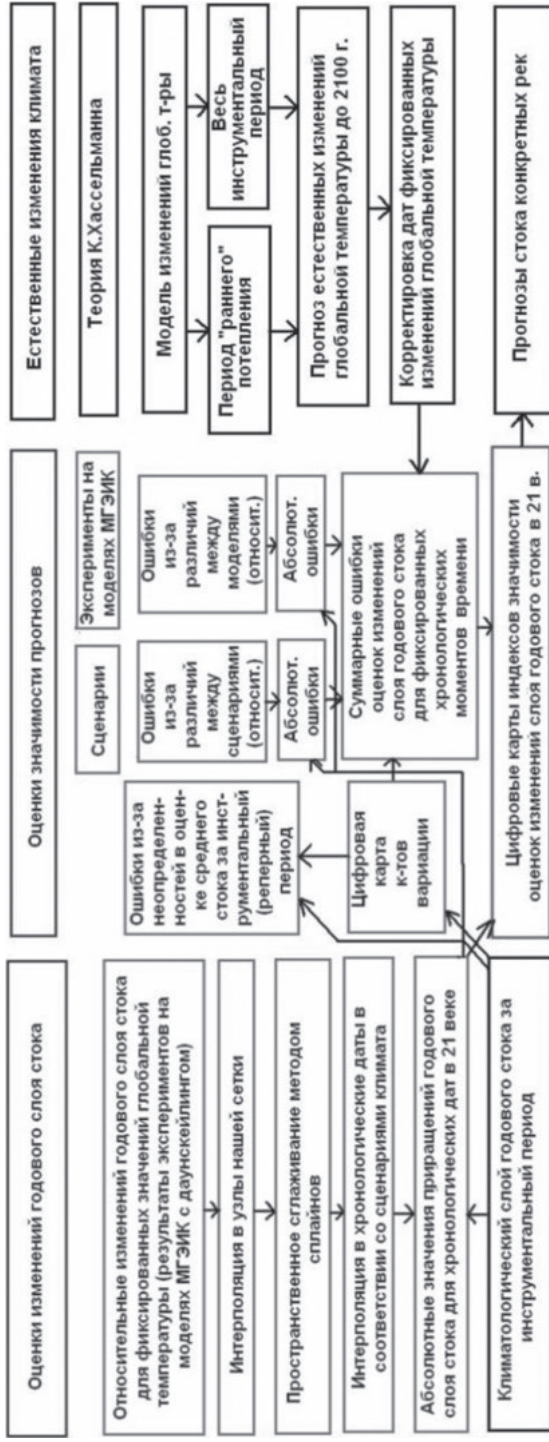 Оценки изменений годового слоя стока
Относительные изменений годового слоя стока
для фиксированных значений глобальной
температуры (результаты экспериментов на
моделях МГЭИК с даунскейлингом)
Интерполяция в узлы нашей сетки
Пространственное сглаживание методом
сплайнов
Интерполяция в хронологические даты в
соответствии со сценариями климата
Абсолютные значения приращений годового
слоя стока для хронологических дат в 21 веке
Климатологический слой годового стока за
инструментальный период
Оценки значимости прогнозов
Сценарии
Эксперименты на
моделях МГЭИК
Ошибки из-за
неопределен-
ностей в оцен-
ке среднего
стока за инст-
рументальный
(реперный)
период
Ошибки
из-за
различий
между
сценариями
(относит.)
Ошибки
из-за
различий
между
моделями
(относит.)
Абсолют.
ошибки
Абсолют.
ошибки
Цифровая
карта
к-тов
вариации
Суммарные ошибки
оценок изменений
слоя годового стока
для фиксированных
хронологических
моментов времени
Цифровые карты индексов значимости
оценок изменений слоя годового стока в 21 в.
Естественные изменения климата
Теория К.Хассельманна
Модель изменений глоб. т-ры
Период "раннего"
потепления
Весь
инструментальный
период
Прогноз естественных изменений
глобальной температуры до 2100 г.
Корректировка дат фиксированных
изменений глобальной температуры
Прогнозы стока конкретных рек